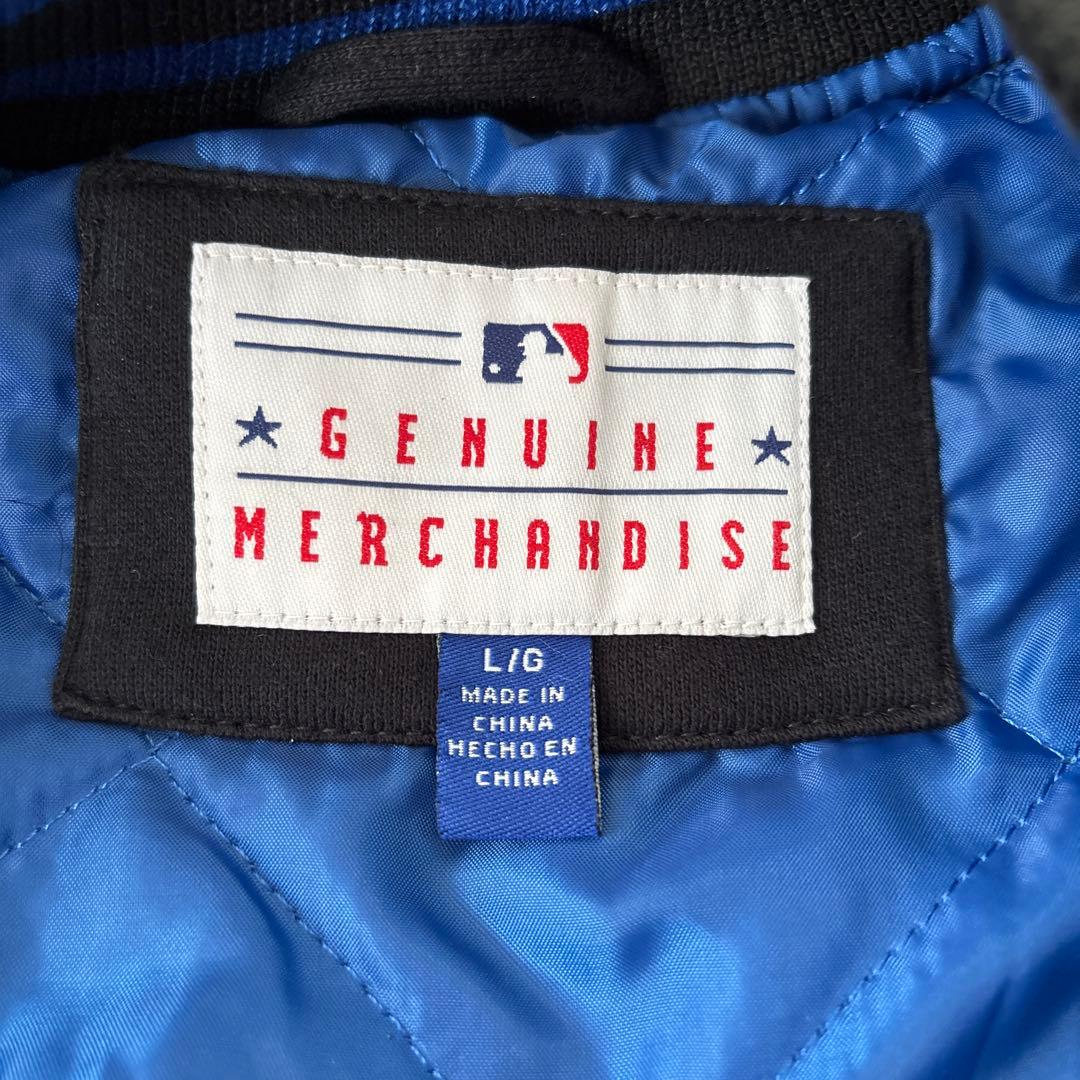 GENUINE
MERCHANDISE
L/G
MADE IN
CHINA
HECHO EN
CHINA